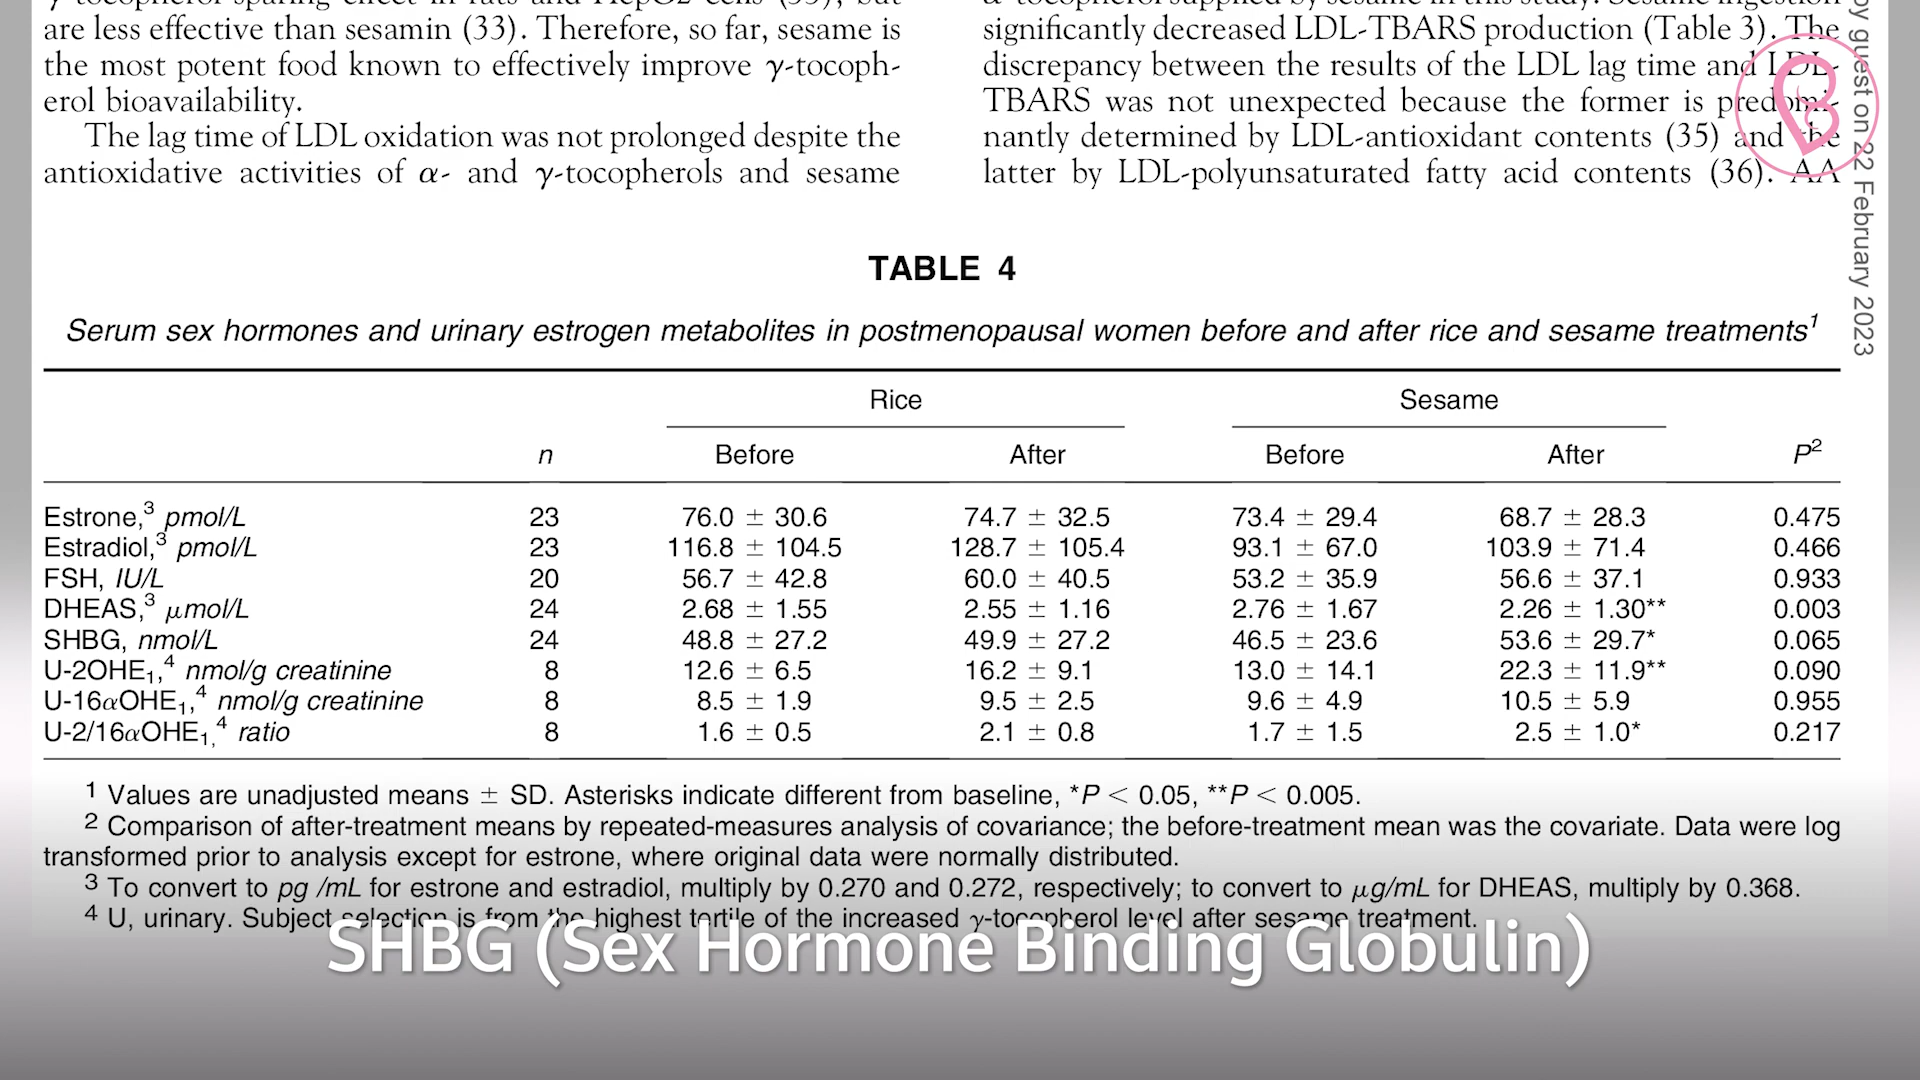 are less effective than sesamin (33). Therefore, so far, sesame is
the most potent food known to effectively improve γ-tocoph-
erol bioavailability.
The lag time of LDL oxidation was not prolonged despite the
antioxidative activities of α- and γ-tocopherols and sesame
significantly decreased LDL-TBARS production (Table 3). The
discrepancy between the results of the LDL lag time and LDL-
TBARS was not unexpected because the former is predomi-
nantly determined by LDL-antioxidant contents (35) and the
latter by LDL-polyunsaturated fatty acid contents (36). AA
by guest on 22 February 2023
TABLE 4
Serum sex hormones and urinary estrogen metabolites in postmenopausal women before and after rice and sesame treatments¹
Rice Sesame
n Before After Before After P²
Estrone,³ pmol/L 23 76.0 ± 30.6 74.7 ± 32.5 73.4 ± 29.4 68.7 ± 28.3 0.475
Estradiol,³ pmol/L 23 116.8 ± 104.5 128.7 ± 105.4 93.1 ± 67.0 103.9 ± 71.4 0.466
FSH, IU/L 20 56.7 ± 42.8 60.0 ± 40.5 53.2 ± 35.9 56.6 ± 37.1 0.933
DHEAS,³ μmol/L 24 2.68 ± 1.55 2.55 ± 1.16 2.76 ± 1.67 2.26 ± 1.30** 0.003
SHBG, nmol/L 24 48.8 ± 27.2 49.9 ± 27.2 46.5 ± 23.6 53.6 ± 29.7* 0.065
U-2OHE₁,⁴ nmol/g creatinine 8 12.6 ± 6.5 16.2 ± 9.1 13.0 ± 14.1 22.3 ± 11.9** 0.090
U-16αOHE₁,⁴ nmol/g creatinine 8 8.5 ± 1.9 9.5 ± 2.5 9.6 ± 4.9 10.5 ± 5.9 0.955
U-2/16αOHE₁,⁴ ratio 8 1.6 ± 0.5 2.1 ± 0.8 1.7 ± 1.5 2.5 ± 1.0* 0.217
¹ Values are unadjusted means ± SD. Asterisks indicate different from baseline, *P < 0.05, **P < 0.005.
² Comparison of after-treatment means by repeated-measures analysis of covariance; the before-treatment mean was the covariate. Data were log
transformed prior to analysis except for estrone, where original data were normally distributed.
³ To convert to pg /mL for estrone and estradiol, multiply by 0.270 and 0.272, respectively; to convert to μg/mL for DHEAS, multiply by 0.368.
⁴ U, urinary. Subject selection is from the highest tertile of the increased γ-tocopherol level after sesame treatment.
SHBG (Sex Hormone Binding Globulin)